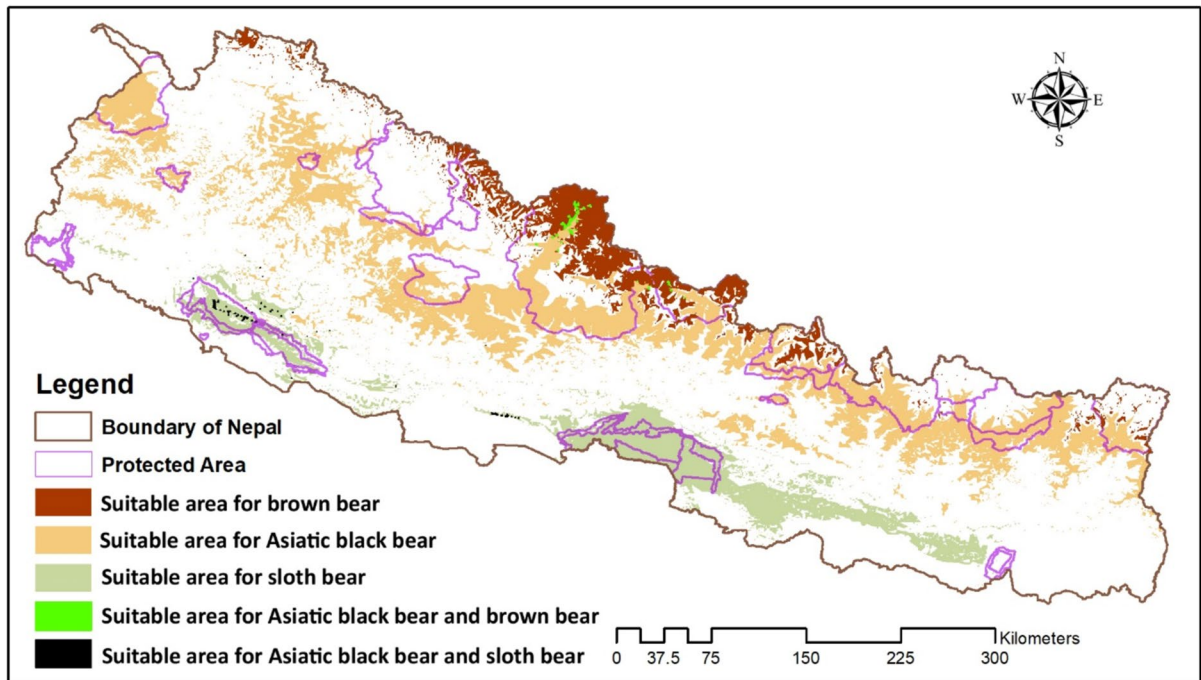 N
W E
S
Legend
Boundary of Nepal
Protected Area
Suitable area for brown bear
Suitable area for Asiatic black bear
Suitable area for sloth bear
Suitable area for Asiatic black bear and brown bear
Suitable area for Asiatic black bear and sloth bear
Kilometers
0 37.5 75 150 225 300